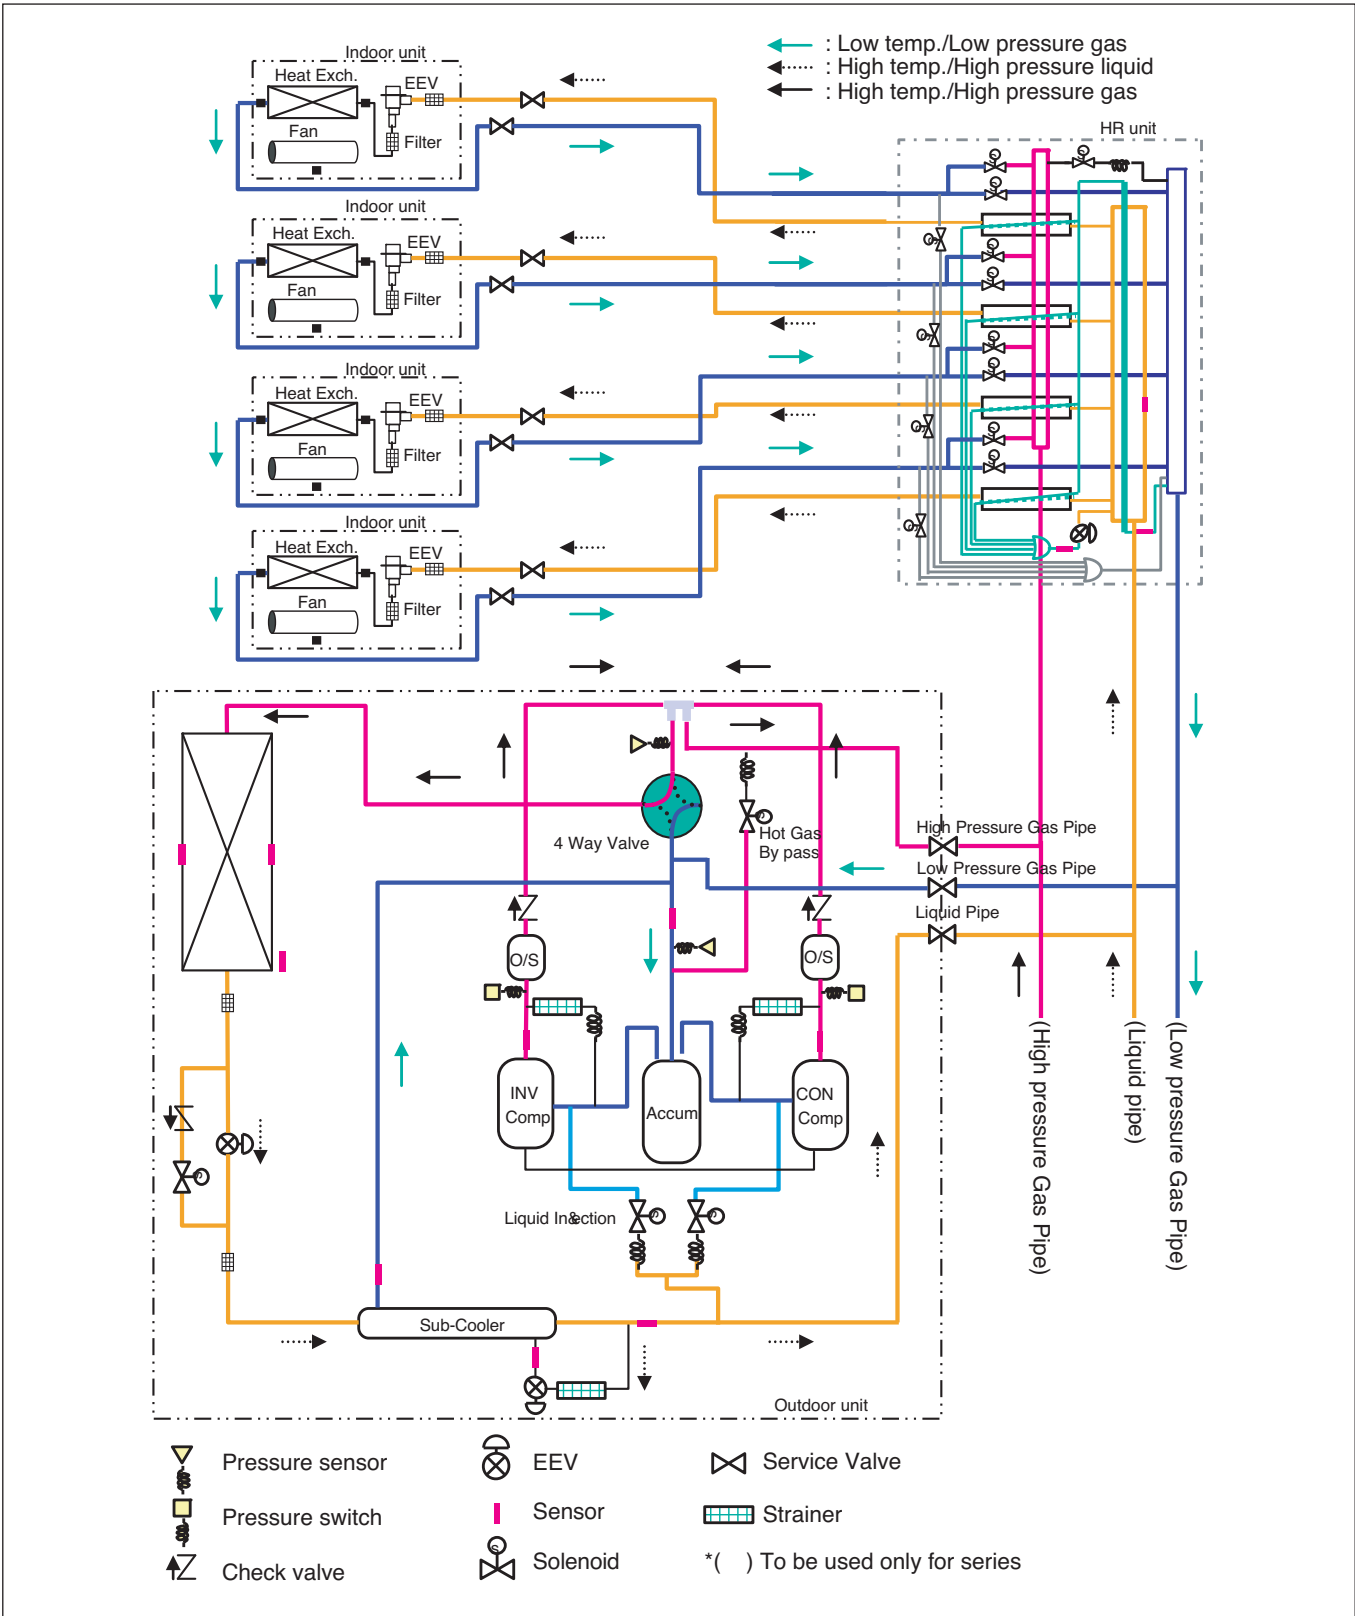 : Low temp./Low pressure gas
: High temp./High pressure liquid
: High temp./High pressure gas
HR unit
Indoor unit
Heat Exch.
EEV
Fan
Filter
Indoor unit
Heat Exch.
EEV
Fan
Filter
Indoor unit
Heat Exch.
EEV
Fan
Filter
Indoor unit
Heat Exch.
EEV
Fan
Filter
4 Way Valve
Hot Gas
By pass
High Pressure Gas Pipe
Low Pressure Gas Pipe
Liquid Pipe
O/S
O/S
INV
Comp
Accum
CON
Comp
(High pressure Gas Pipe)
(Liquid pipe)
(Low pressure Gas Pipe)
Liquid
Sub-Cooler
Outdoor unit
Pressure sensor
EEV
Service Valve
Pressure switch
Sensor
Strainer
Check valve
S
Solenoid
*( ) To be used only for series